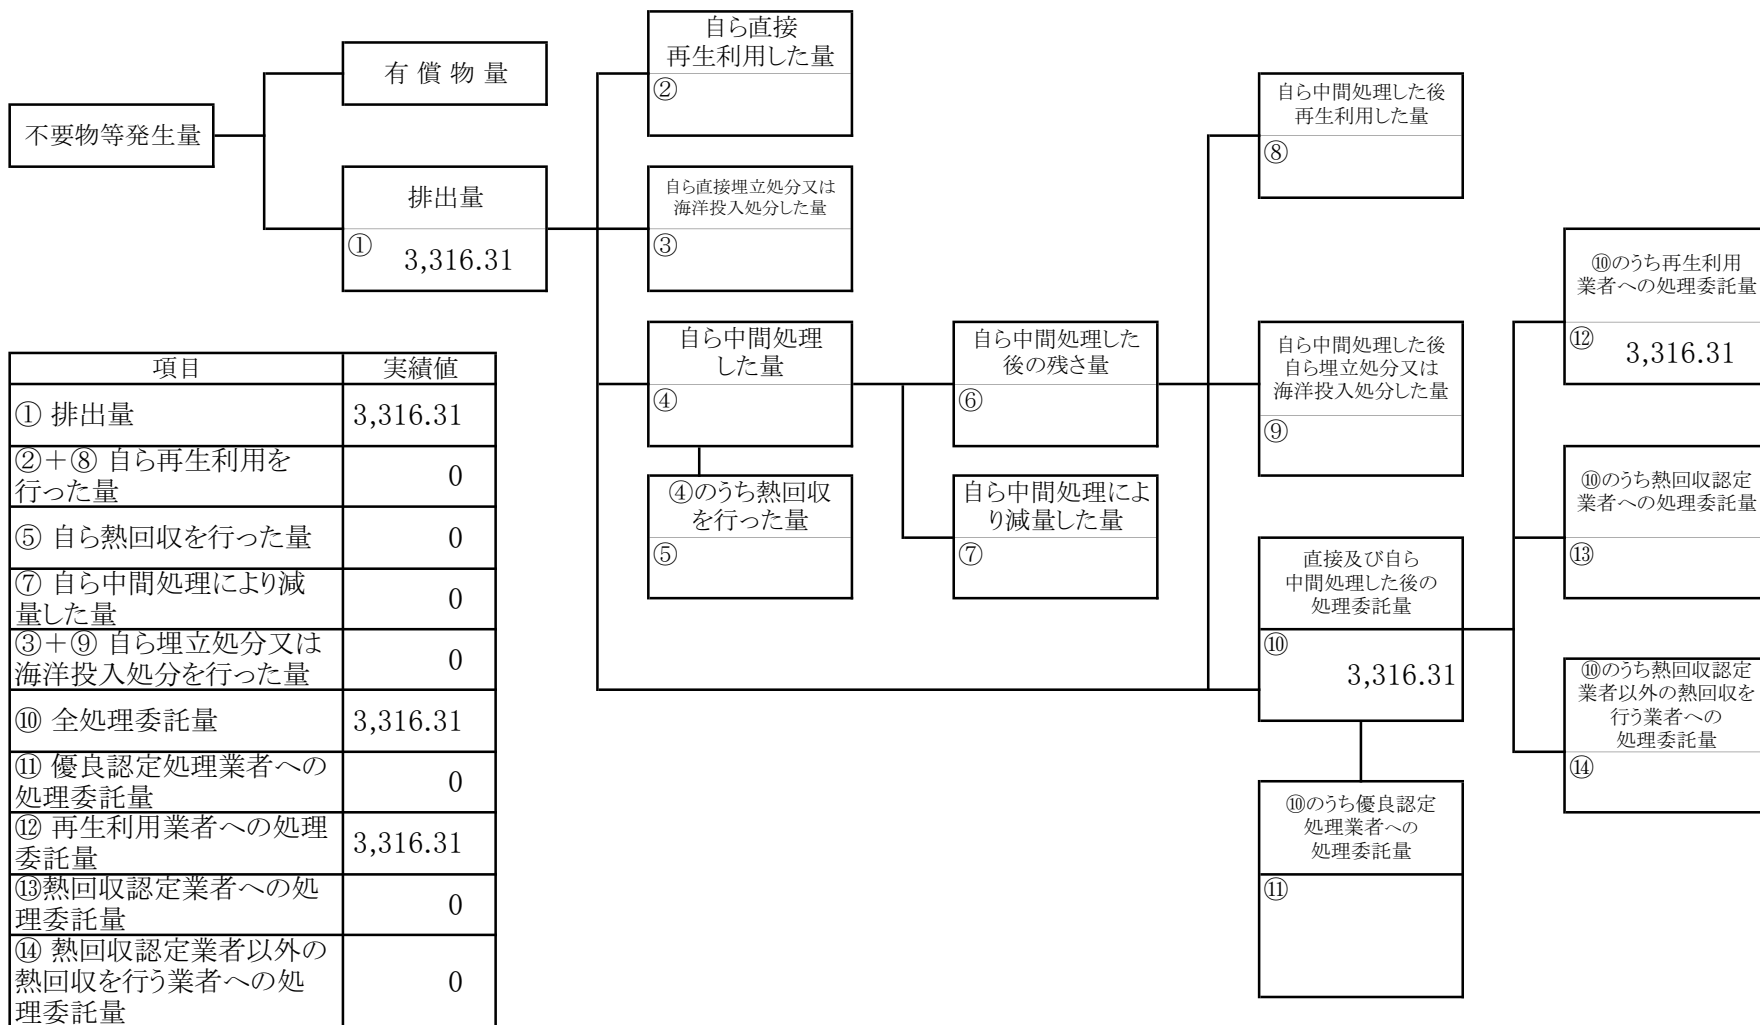 自ら直接
再生利用した量
②
有償物量
不要物等発生量
排出量
①
3,316.31
自ら直接埋立処分又は
海洋投入処分した量
③
自ら中間処理した後
再生利用した量
⑧
自ら中間処理
した量
④
自ら中間処理した
後の残さ量
⑥
自ら中間処理した後
自ら埋立処分又は
海洋投入処分した量
⑨
④のうち熱回収
を行った量
⑤
自ら中間処理によ
り減量した量
⑦
直接及び自ら
中間処理した後の
処理委託量
⑩
3,316.31
⑩のうち優良認定
処理業者への
処理委託量
⑪
⑩のうち再生利用
業者への処理委託量
⑫
3,316.31
⑩のうち熱回収認定
業者への処理委託量
⑬
⑩のうち熱回収認定
業者以外の熱回収を
行う業者への
処理委託量
⑭
項目 実績値
① 排出量 3,316.31
②+⑧ 自ら再生利用を
行った量 0
⑤ 自ら熱回収を行った量 0
⑦ 自ら中間処理により減
量した量 0
③+⑨ 自ら埋立処分又は
海洋投入処分を行った量 0
⑩ 全処理委託量 3,316.31
⑪ 優良認定処理業者への
処理委託量 0
⑫ 再生利用業者への処理
委託量 3,316.31
⑬熱回収認定業者への処
理委託量 0
⑭ 熱回収認定業者以外の
熱回収を行う業者への処
理委託量 0